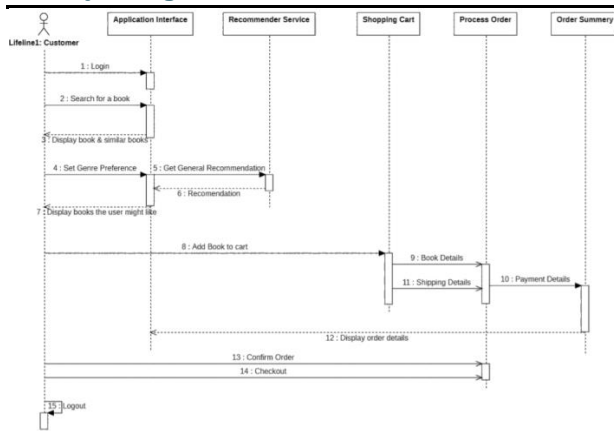 Application Interface
Recommender Service
Shopping Cart
Process Order
Order Summery
Lifeline1: Customer
1 : Login
2 : Search for a book
3 : Display book & similar books
4 : Set Genre Preference
5 : Get General Recommendation
6 : Recomendation
7 : Display books the user might like
8 : Add Book to cart
9 : Book Details
10 : Payment Details
11 : Shipping Details
12 : Display order details
13 : Confirm Order
14 : Checkout
15 : Logout